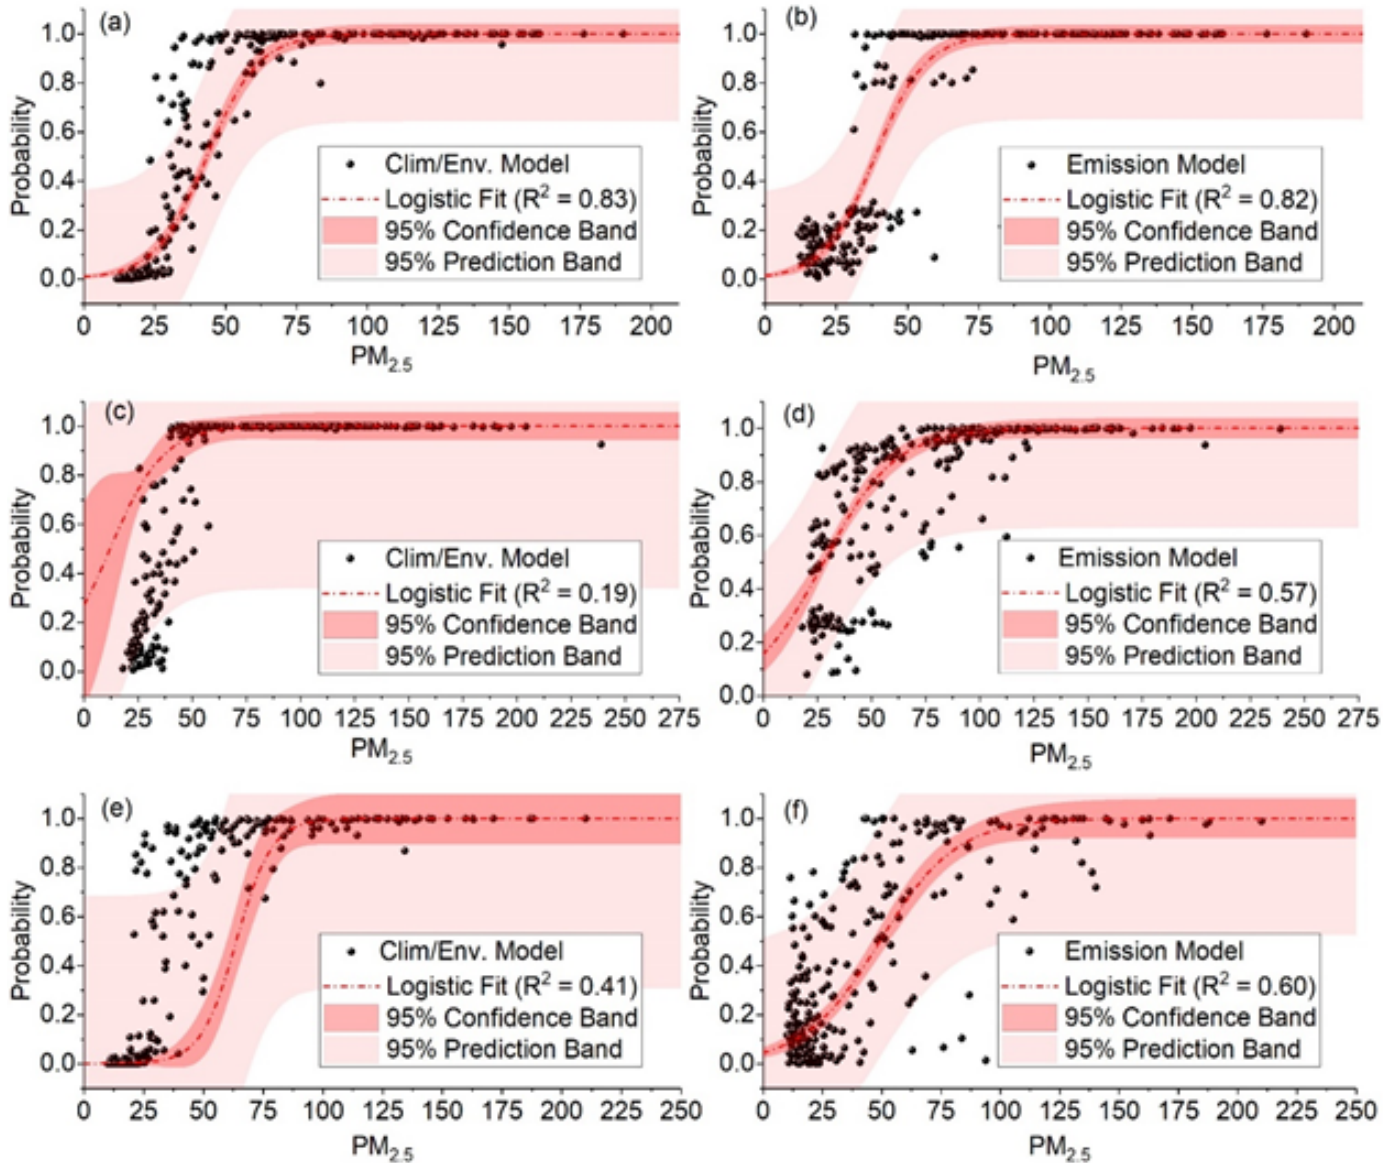 (a)
1.0
0.8
0.6
0.4
0.2
0.0
Probability
Clim/Env. Model
Logistic Fit (R² = 0.83)
95% Confidence Band
95% Prediction Band
0 25 50 75 100 125 150 175 200
PM₂.₅
(b)
1.0
0.8
0.6
0.4
0.2
0.0
Probability
Emission Model
Logistic Fit (R² = 0.82)
95% Confidence Band
95% Prediction Band
0 25 50 75 100 125 150 175 200
PM₂.₅
(c)
1.0
0.8
0.6
0.4
0.2
0.0
Probability
Clim/Env. Model
Logistic Fit (R² = 0.19)
95% Confidence Band
95% Prediction Band
0 25 50 75 100 125 150 175 200 225 250 275
PM₂.₅
(d)
1.0
0.8
0.6
0.4
0.2
0.0
Probability
Emission Model
Logistic Fit (R² = 0.57)
95% Confidence Band
95% Prediction Band
0 25 50 75 100 125 150 175 200 225 250 275
PM₂.₅
(e)
1.0
0.8
0.6
0.4
0.2
0.0
Probability
Clim/Env. Model
Logistic Fit (R² = 0.41)
95% Confidence Band
95% Prediction Band
0 25 50 75 100 125 150 175 200 225 250
PM₂.₅
(f)
1.0
0.8
0.6
0.4
0.2
0.0
Probability
Emission Model
Logistic Fit (R² = 0.60)
95% Confidence Band
95% Prediction Band
0 25 50 75 100 125 150 175 200 225 250
PM₂.₅